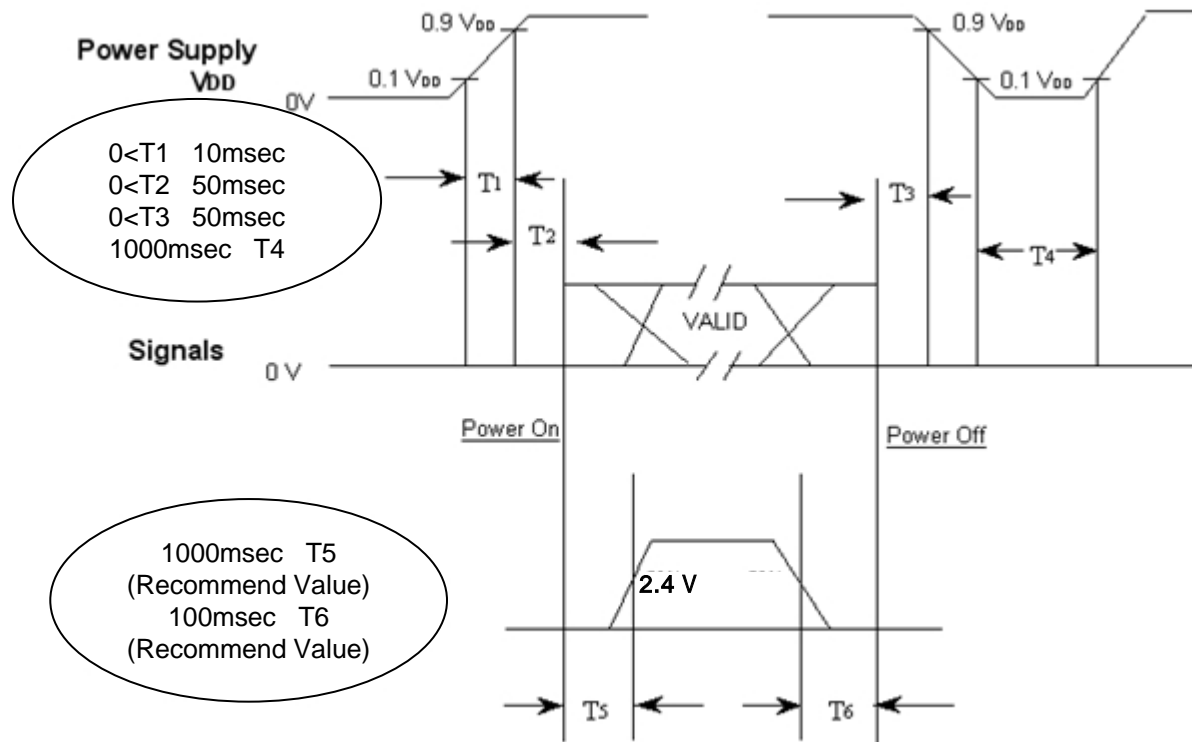 0.9 VDD
0.9 VDD
Power Supply
VDD
0.1 VDD
0.1 VDD
0V
0<T1 10msec
0<T2 50msec
0<T3 50msec
1000msec T4
T1
T3
T2
T4
VALID
Signals
0 V
Power On
Power Off
1000msec T5
(Recommend Value)
100msec T6
(Recommend Value)
2.4 V
T5
T6